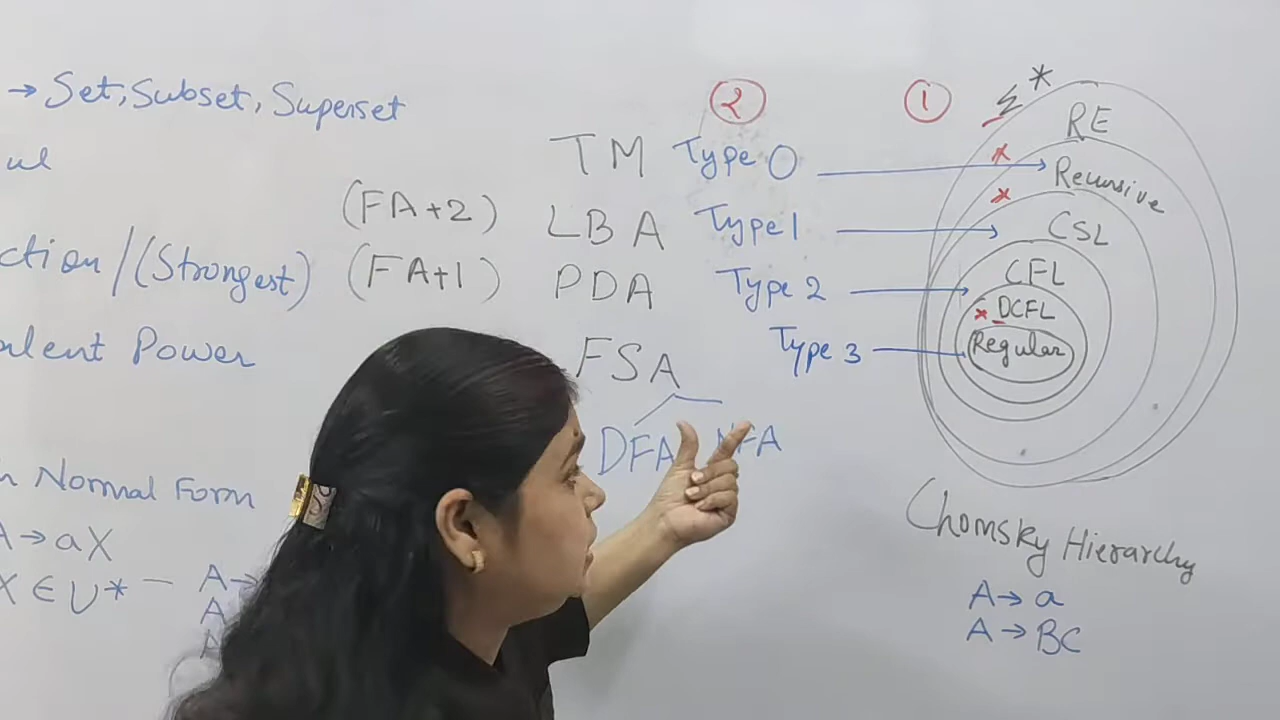 → Set, Subset, Superset
ul
ction/(Strongest)
alent Power
Normal Form
A→aX
X ∈ V* — A→
A
A
(FA+2)
(FA+1)
2
TM Type 0
LBA Type 1
PDA Type 2
FSA Type 3
DFA NFA
1
Σ*
RE
Recursive
CSL
CFL
DCFL
Regular
Chomsky Hierarchy
A→a
A→BC